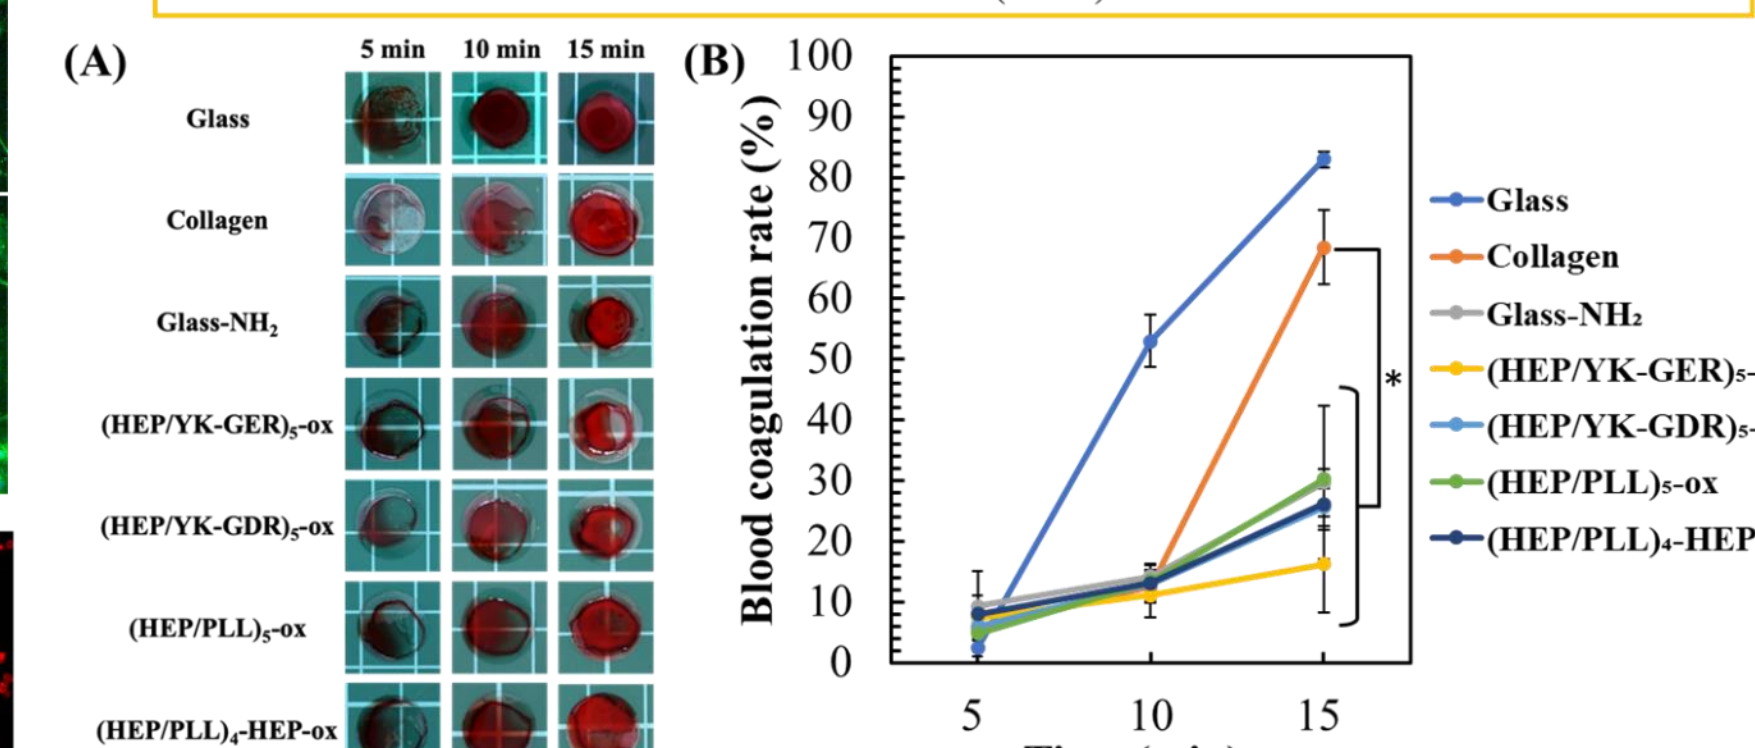 (A)
5 min 10 min 15 min
Glass
Collagen
Glass-NH₂
(HEP/YK-GER)₅-ox
(HEP/YK-GDR)₅-ox
(HEP/PLL)₅-ox
(HEP/PLL)₄-HEP-ox
(B)
Blood coagulation rate (%)
100
90
80
70
60
50
40
30
20
10
0
5 10 15
*
Glass
Collagen
Glass-NH₂
(HEP/YK-GER)₅-
(HEP/YK-GDR)₅-
(HEP/PLL)₅-ox
(HEP/PLL)₄-HEP